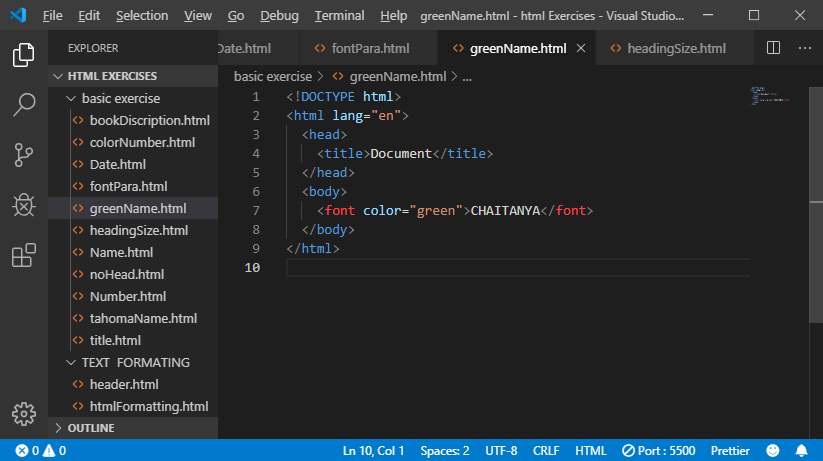 File Edit Selection View Go Debug Terminal Help greenName.html - html Exercises - Visual Studio...
EXPLORER
Date.html fontPara.html greenName.html headingSize.html
HTML EXERCISES
basic exercise > greenName.html > ...
basic exercise
bookDiscription.html
colorNumber.html
Date.html
fontPara.html
greenName.html
headingSize.html
Name.html
noHead.html
Number.html
tahomaName.html
title.html
TEXT FORMATING
header.html
htmlFormatting.html
OUTLINE
1 <!DOCTYPE html>
2 <html lang="en">
3 <head>
4 <title>Document</title>
5 </head>
6 <body>
7 <font color="green">CHAITANYA</font>
8 </body>
9 </html>
10
0 0 Ln 10, Col 1 Spaces: 2 UTF-8 CRLF HTML Port : 5500 Prettier